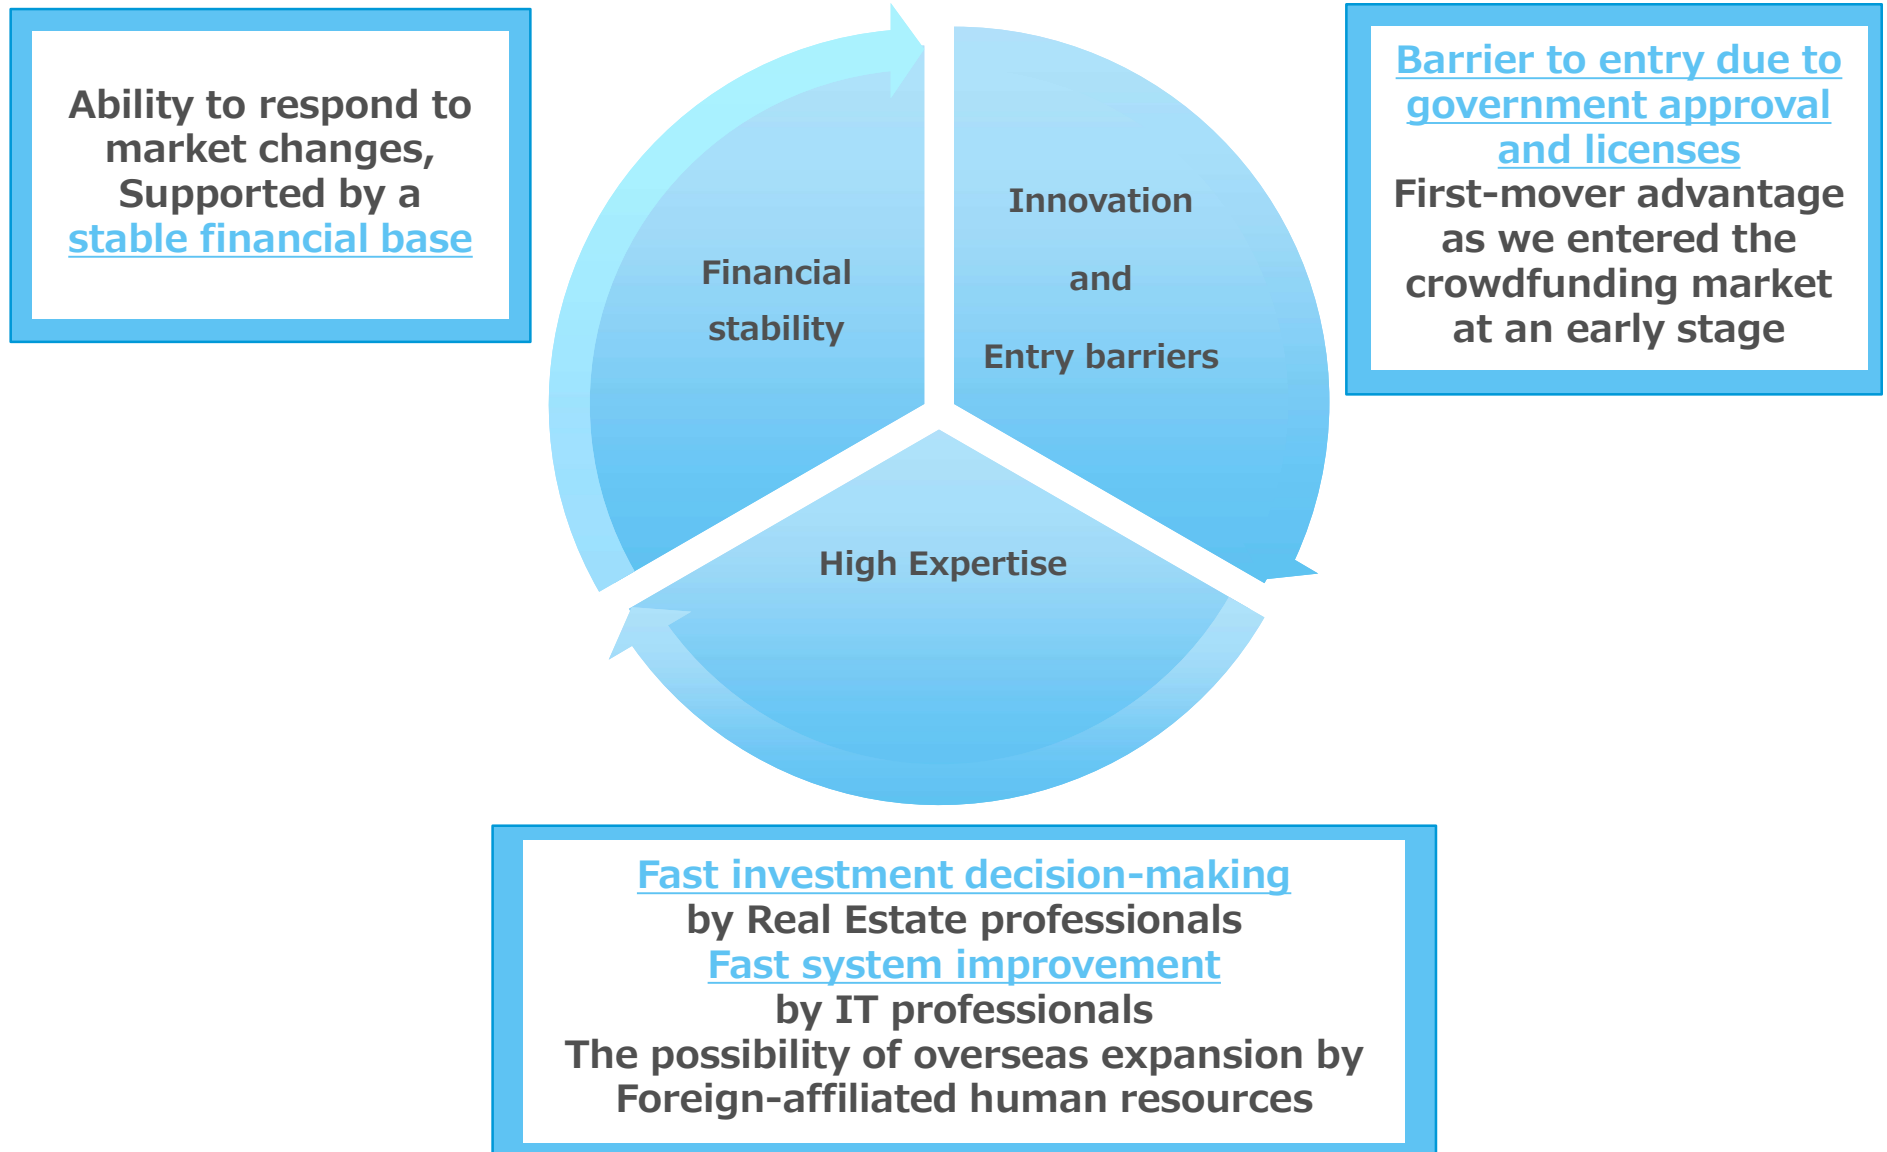 Ability to respond to
market changes,
Supported by a
stable financial base
Financial
stability
Innovation
and
Entry barriers
Barrier to entry due to
government approval
and licenses
First-mover advantage
as we entered the
crowdfunding market
at an early stage
High Expertise
Fast investment decision-making
by Real Estate professionals
Fast system improvement
by IT professionals
The possibility of overseas expansion by
Foreign-affiliated human resources